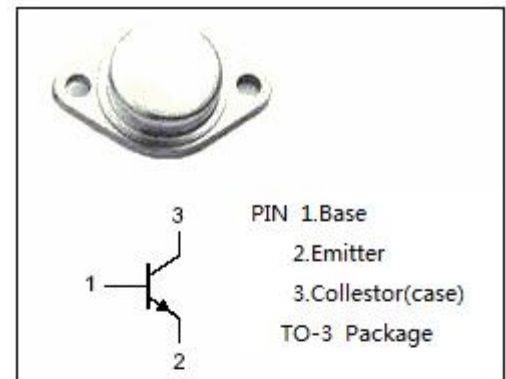 3
1
2
PIN 1.Base
2.Emitter
3.Collestor(case)
TO-3 Package